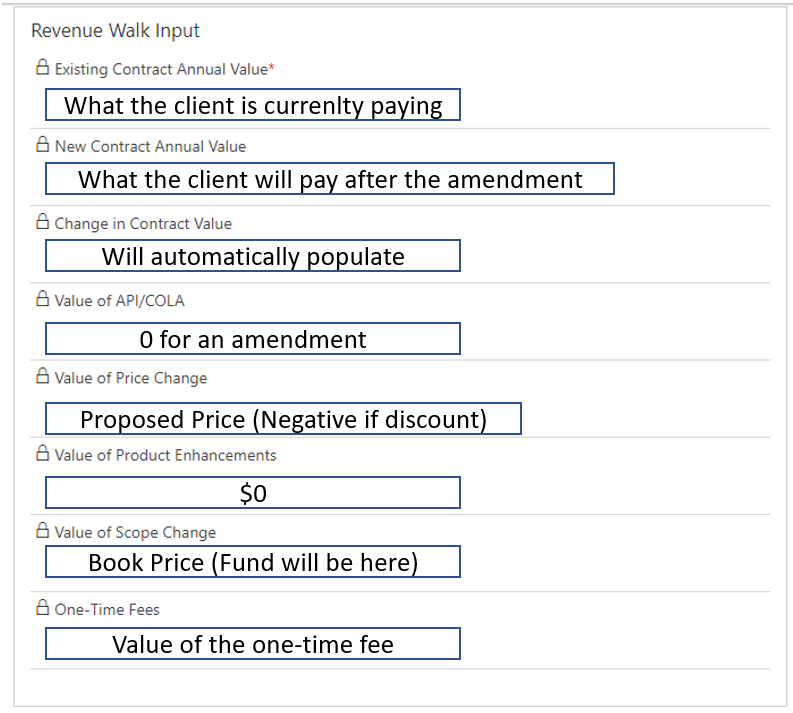 Revenue Walk Input
Existing Contract Annual Value*
What the client is currenlty paying
New Contract Annual Value
What the client will pay after the amendment
Change in Contract Value
Will automatically populate
Value of API/COLA
0 for an amendment
Value of Price Change
Proposed Price (Negative if discount)
Value of Product Enhancements
$0
Value of Scope Change
Book Price (Fund will be here)
One-Time Fees
Value of the one-time fee